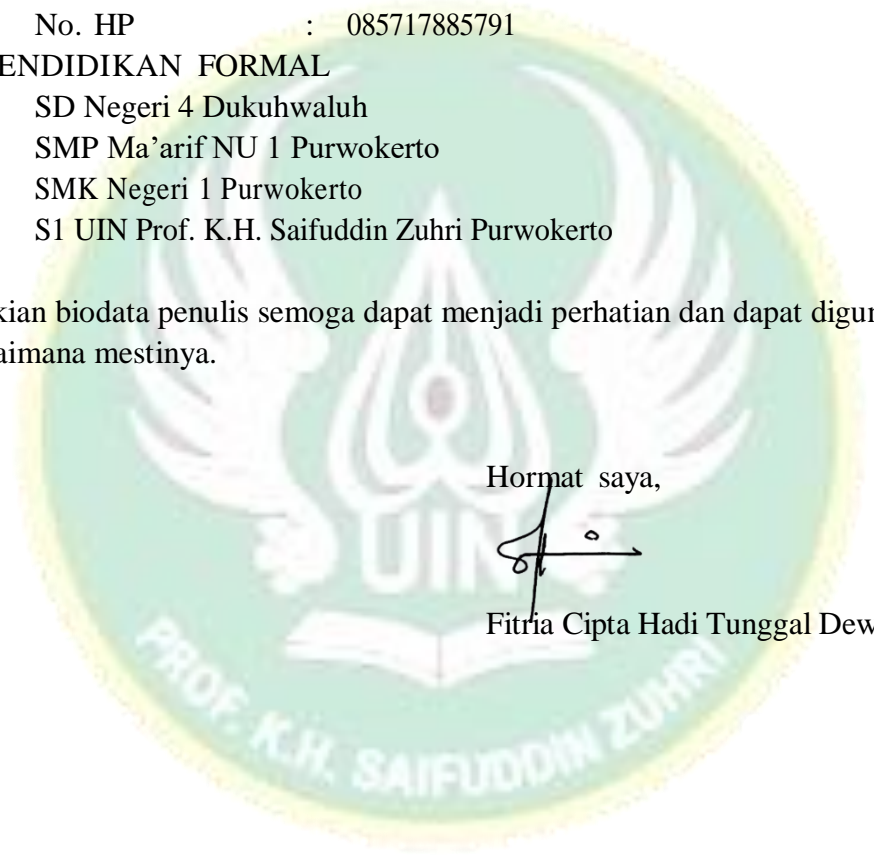 No. HP : 085717885791
ENDIDIKAN FORMAL
SD Negeri 4 Dukuhwaluh
SMP Ma’arif NU 1 Purwokerto
SMK Negeri 1 Purwokerto
S1 UIN Prof. K.H. Saifuddin Zuhri Purwokerto
kian biodata penulis semoga dapat menjadi perhatian dan dapat digun
aimana mestinya.
Hormat saya,
Fitria Cipta Hadi Tunggal Dew
UIN
PROF. K.H. SAIFUDDIN ZUHRI